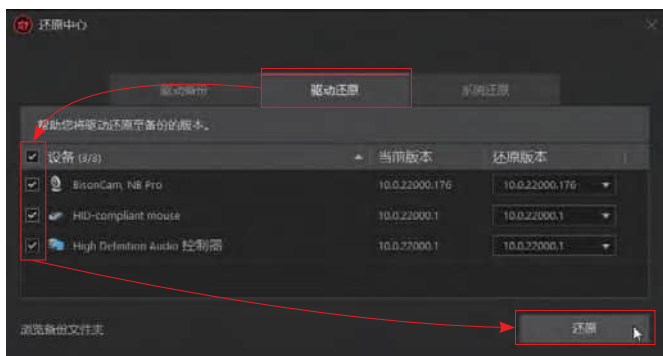 还原中心
驱动备份 驱动还原 系统还原
帮助您将驱动还原至备份的版本。
设备 (3/3) 当前版本 还原版本
BisonCam, NB Pro 10.0.22000.176 10.0.22000.176
HID-compliant mouse 10.0.22000.1 10.0.22000.1
High Definition Audio 控制器 10.0.22000.1 10.0.22000.1
浏览备份文件夹 还原